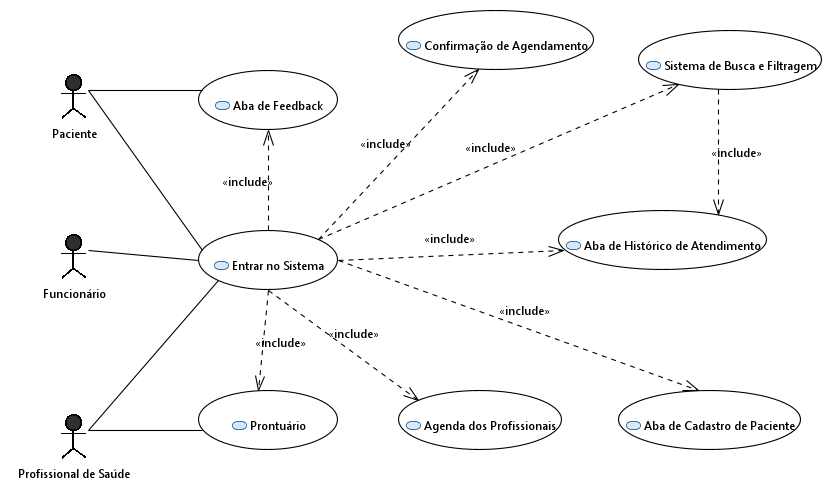 Confirmação de Agendamento
Sistema de Busca e Filtragem
Aba de Feedback
Paciente
«include»
«include»
«include»
«include»
«include»
Aba de Histórico de Atendimento
Entrar no Sistema
Funcionário
«include»
«include»
«include»
Prontuário
Agenda dos Profissionais
Aba de Cadastro de Paciente
Profissional de Saúde